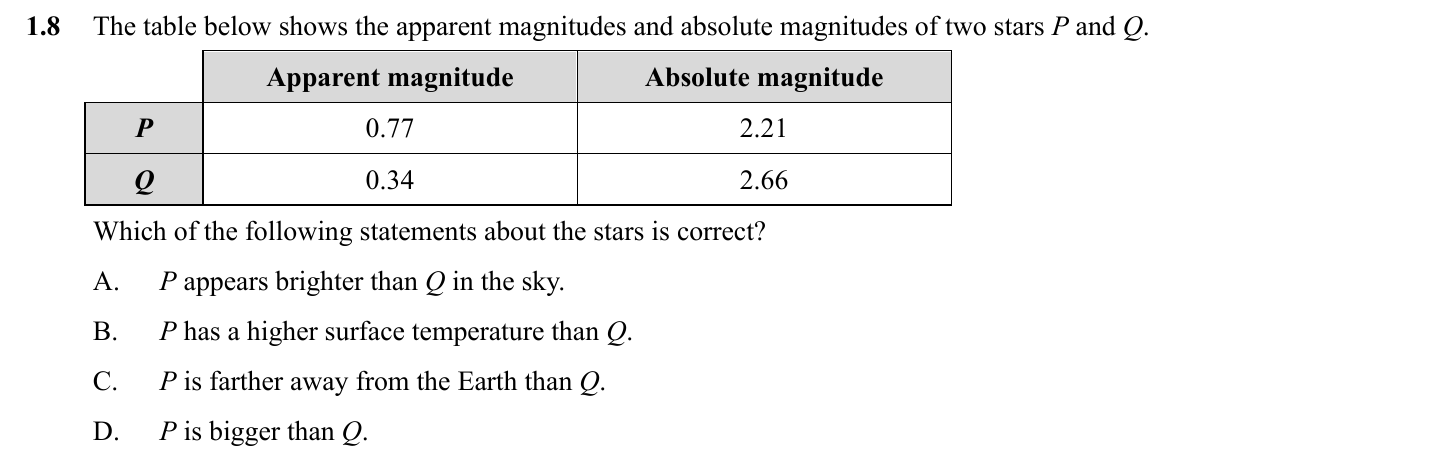 1.8 The table below shows the apparent magnitudes and absolute magnitudes of two stars P and Q.
Apparent magnitude Absolute magnitude
P 0.77 2.21
Q 0.34 2.66
Which of the following statements about the stars is correct?
A. P appears brighter than Q in the sky.
B. P has a higher surface temperature than Q.
C. P is farther away from the Earth than Q.
D. P is bigger than Q.